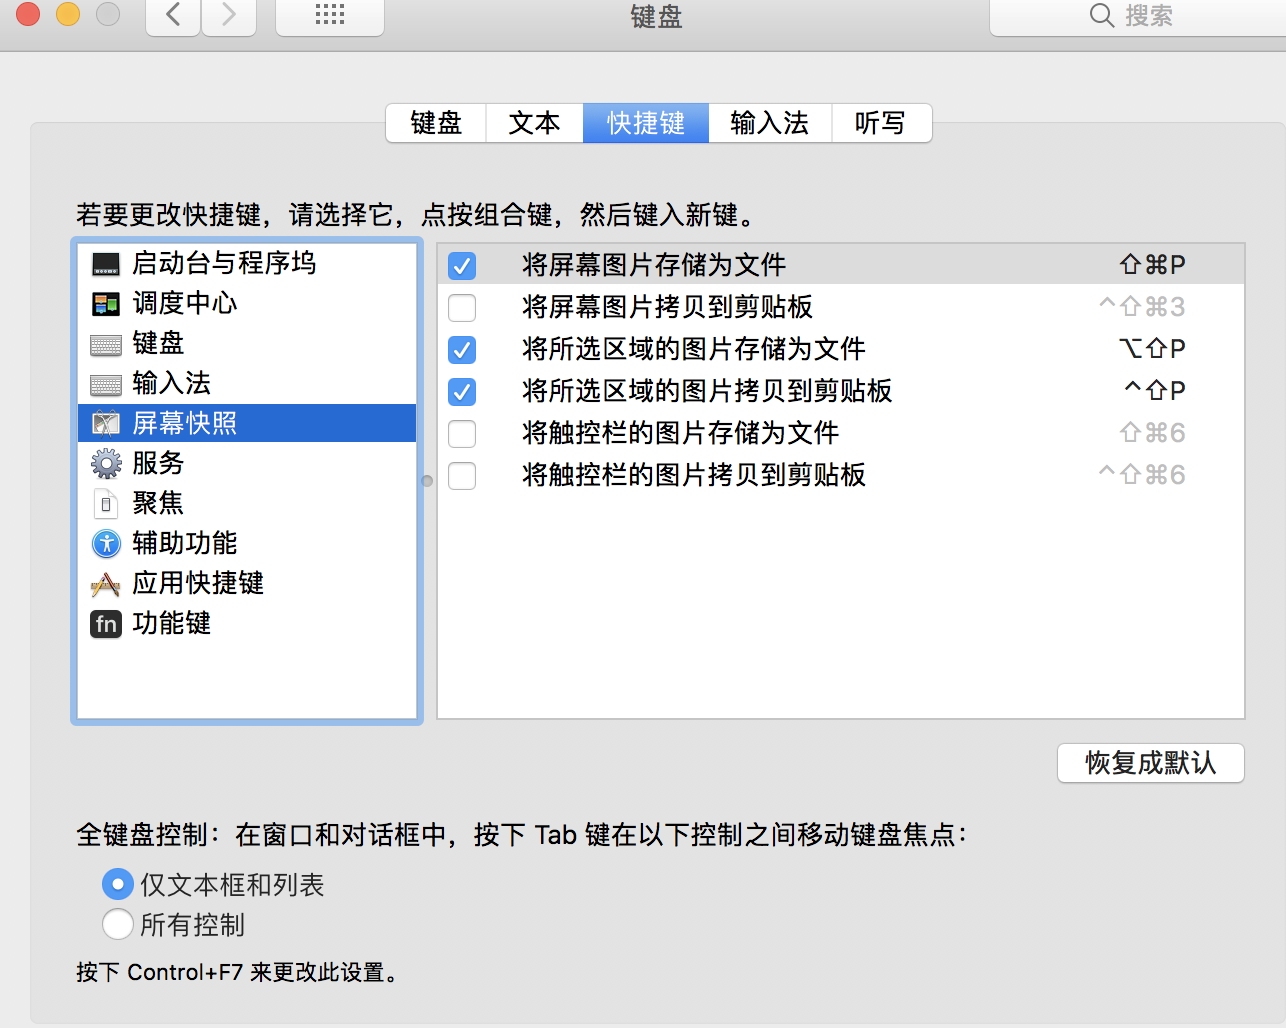 键盘
搜索
键盘 文本 快捷键 输入法 听写
若要更改快捷键，请选择它，点按组合键，然后键入新键。
启动台与程序坞
调度中心
键盘
输入法
屏幕快照
服务
聚焦
辅助功能
应用快捷键
fn 功能键
将屏幕图片存储为文件 ⇧⌘P
将屏幕图片拷贝到剪贴板 ^⇧⌘3
将所选区域的图片存储为文件 ⌥⇧P
将所选区域的图片拷贝到剪贴板 ^⇧P
将触控栏的图片存储为文件 ⇧⌘6
将触控栏的图片拷贝到剪贴板 ^⇧⌘6
恢复成默认
全键盘控制：在窗口和对话框中，按下 Tab 键在以下控制之间移动键盘焦点：
仅文本框和列表
所有控制
按下 Control+F7 来更改此设置。